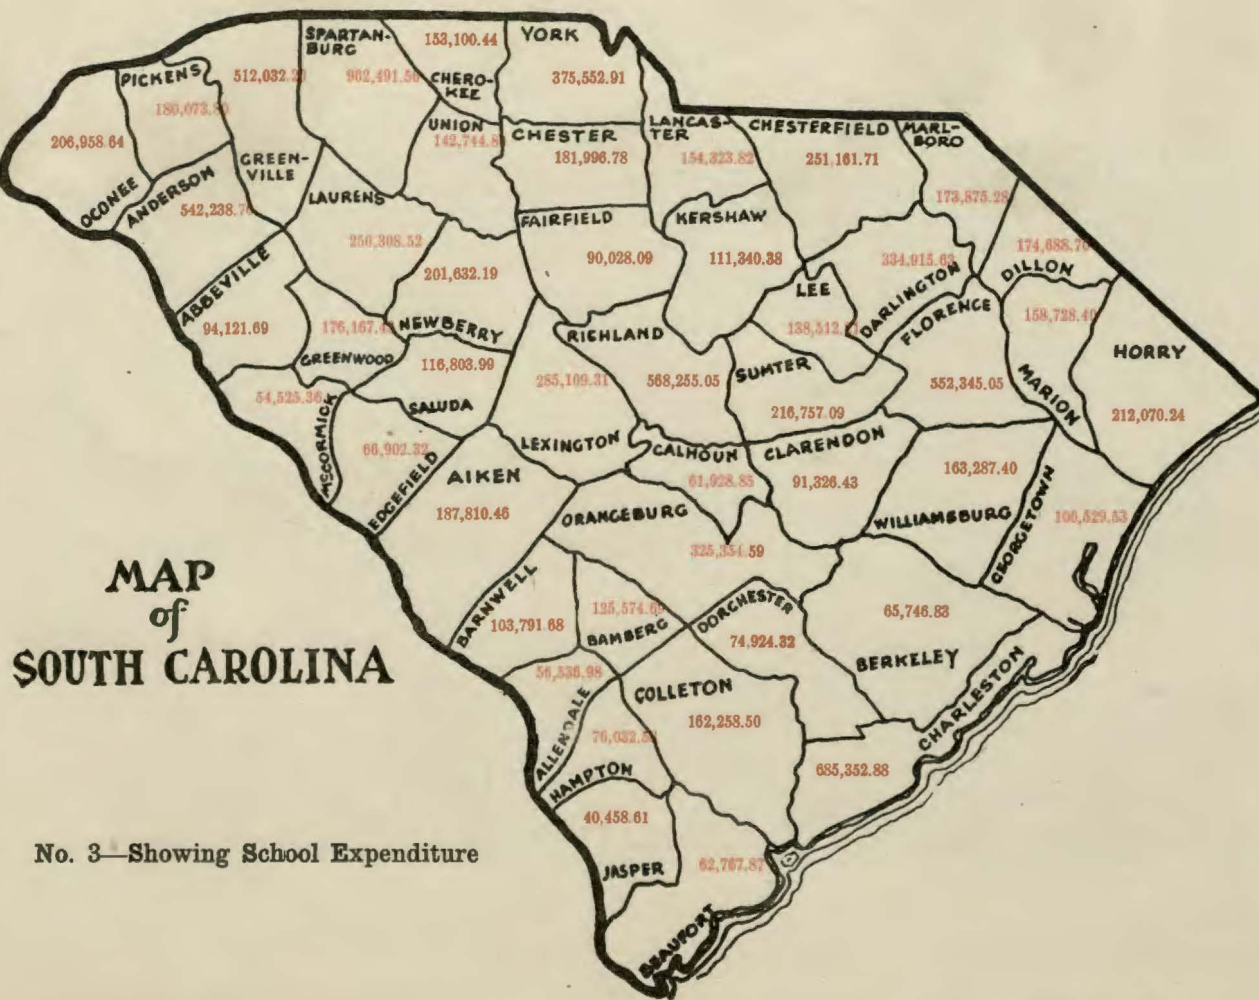 SPARTAN-
BURG
153,100.44
YORK
PICKENS
512,032.
CHERO-
KEE
375,552.91
180,073.80
UNION
CHESTER
LANCAS-
TER
CHESTERFIELD
MARL-
BORO
206,958.64
142,744.
181,996.78
154,323.82
251,161.71
GREEN-
VILLE
OCONEE
ANDERSON
LAURENS
173,875.28
542,238.
FAIRFIELD
KERSHAW
250,308.52
90,028.09
111,340.38
334,915.63
174,688.70
DILLON
ABBEVILLE
201,632.19
LEE
DARLINGTON
FLORENCE
94,121.69
176,167.
NEWBERRY
RICHLAND
138,512.
158,728.40
HORRY
GREENWOOD
116,803.99
285,109.31
568,255.05
SUMTER
552,345.05
MARION
54,525.36
SALUDA
216,757.09
212,070.24
MCCORMICK
66,902.32
LEXINGTON
CALHOUN
CLARENDON
EDGEFIELD
AIKEN
61,928.85
91,326.43
163,287.40
187,810.46
ORANGEBURG
WILLIAMSBURG
GEORGETOWN
100,529.53
325,354.59
MAP
of
SOUTH CAROLINA
BARNWELL
125,574.
DORCHESTER
65,746.83
103,791.68
BAMBERG
74,924.32
BERKELEY
56,536.98
ALLENDALE
COLLETON
CHARLESTON
162,258.50
76,032.
HAMPTON
685,352.88
40,458.61
No. 3—Showing School Expenditure
JASPER
62,767.87
BEAUFORT